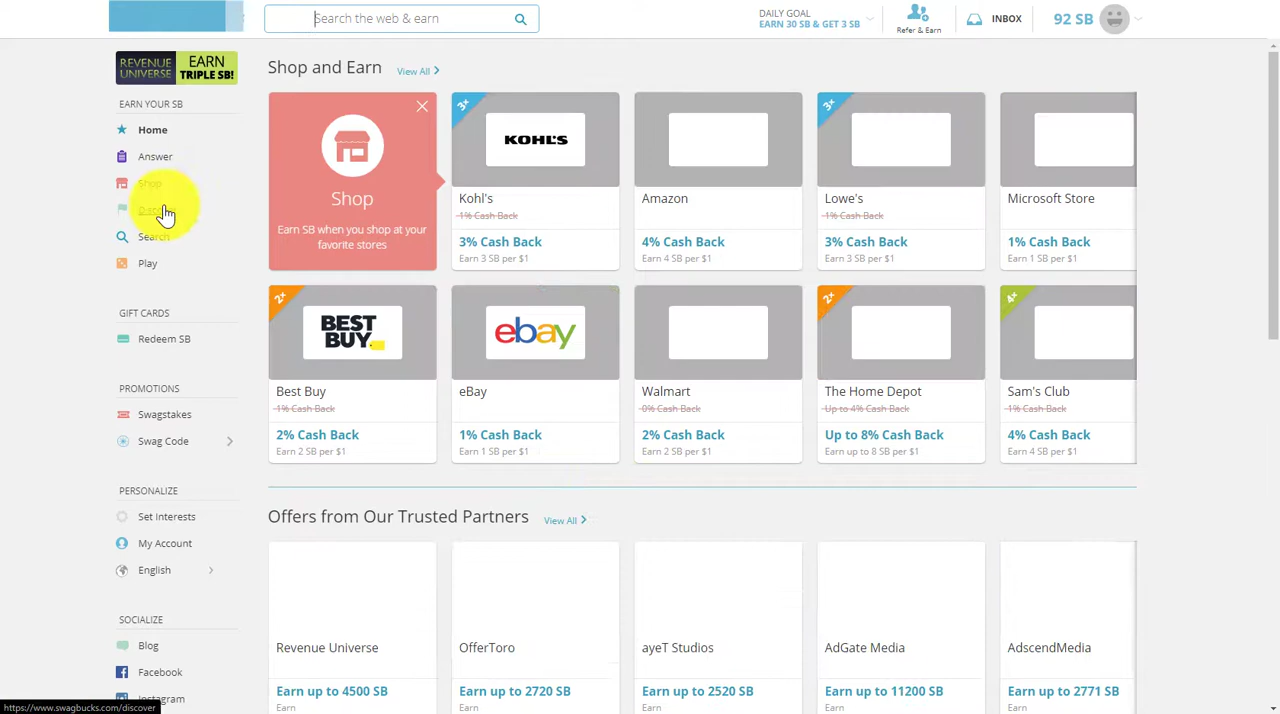 Search the web & earn
DAILY GOAL
EARN 30 SB & GET 3 SB
Refer & Earn
INBOX
92 SB
REVENUE UNIVERSE
EARN TRIPLE SB!
EARN YOUR SB
Home
Answer
Shop
Discover
Search
Play
GIFT CARDS
Redeem SB
PROMOTIONS
Swagstakes
Swag Code
PERSONALIZE
Set Interests
My Account
English
SOCIALIZE
Blog
Facebook
Instagram
Shop and Earn View All
Shop
Earn SB when you shop at your
favorite stores
3x
KOHL'S
Kohl's
1% Cash Back
3% Cash Back
Earn 3 SB per $1
Amazon
4% Cash Back
Earn 4 SB per $1
3x
Lowe's
1% Cash Back
3% Cash Back
Earn 3 SB per $1
Microsoft Store
1% Cash Back
Earn 1 SB per $1
2x
BEST BUY
Best Buy
1% Cash Back
2% Cash Back
Earn 2 SB per $1
ebay
eBay
1% Cash Back
Earn 1 SB per $1
Walmart
0% Cash Back
2% Cash Back
Earn 2 SB per $1
2x
The Home Depot
Up to 4% Cash Back
Up to 8% Cash Back
Earn up to 8 SB per $1
4x
Sam's Club
1% Cash Back
4% Cash Back
Earn 4 SB per $1
Offers from Our Trusted Partners View All
Revenue Universe
Earn up to 4500 SB
Earn
OfferToro
Earn up to 2720 SB
Earn
ayeT Studios
Earn up to 2520 SB
Earn
AdGate Media
Earn up to 11200 SB
Earn
AdscendMedia
Earn up to 2771 SB
Earn
https://www.swagbucks.com/discover